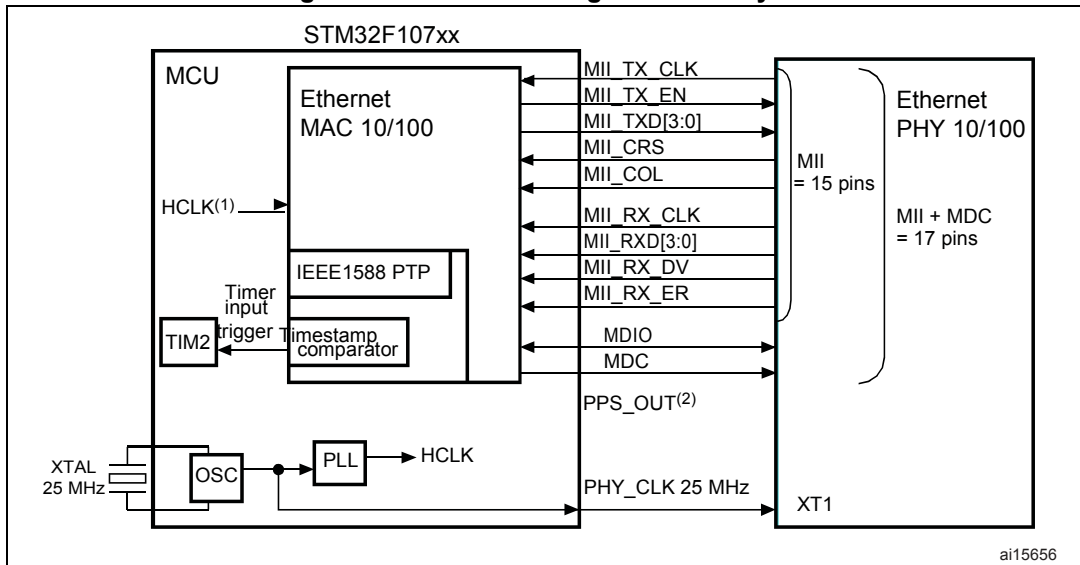 STM32F107xx
MCU
Ethernet
MAC 10/100
HCLK(1)
IEEE1588 PTP
Timer
input
trigger
Timestamp
comparator
TIM2
XTAL
25 MHz
OSC
PLL
HCLK
MII_TX_CLK
MII_TX_EN
MII_TXD[3:0]
MII_CRS
MII_COL
MII_RX_CLK
MII_RXD[3:0]
MII_RX_DV
MII_RX_ER
MDIO
MDC
PPS_OUT(2)
PHY_CLK 25 MHz
MII
= 15 pins
Ethernet
PHY 10/100
MII + MDC
= 17 pins
XT1
ai15656